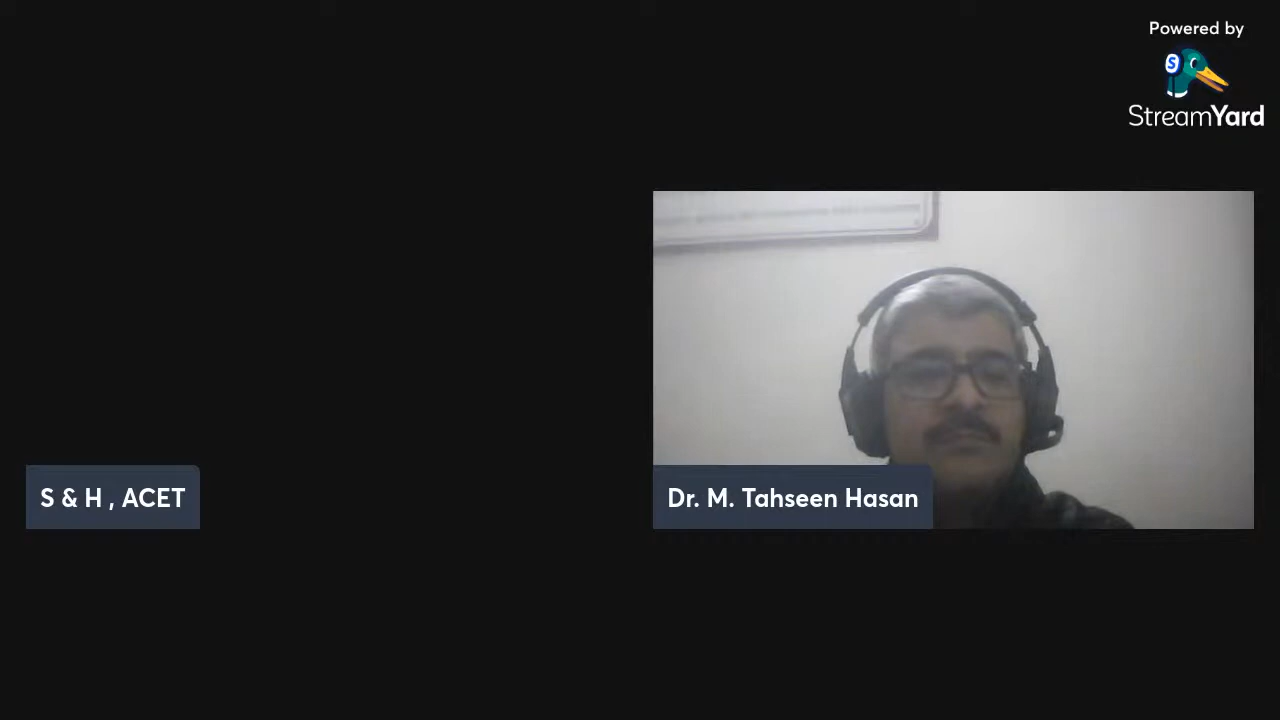 Powered by
S
StreamYard
S & H , ACET
Dr. M. Tahseen Hasan